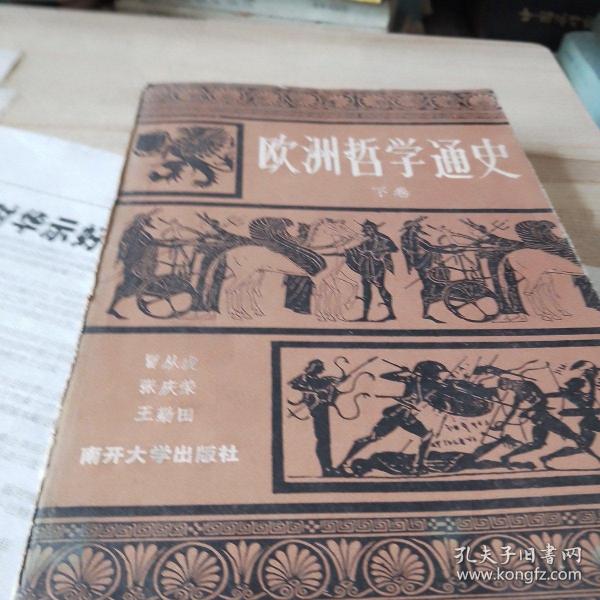 欧洲哲学通史
下卷
冒从虎
张庆荣
王勤田
南开大学出版社
孔夫子旧书网
www.kongfz.com